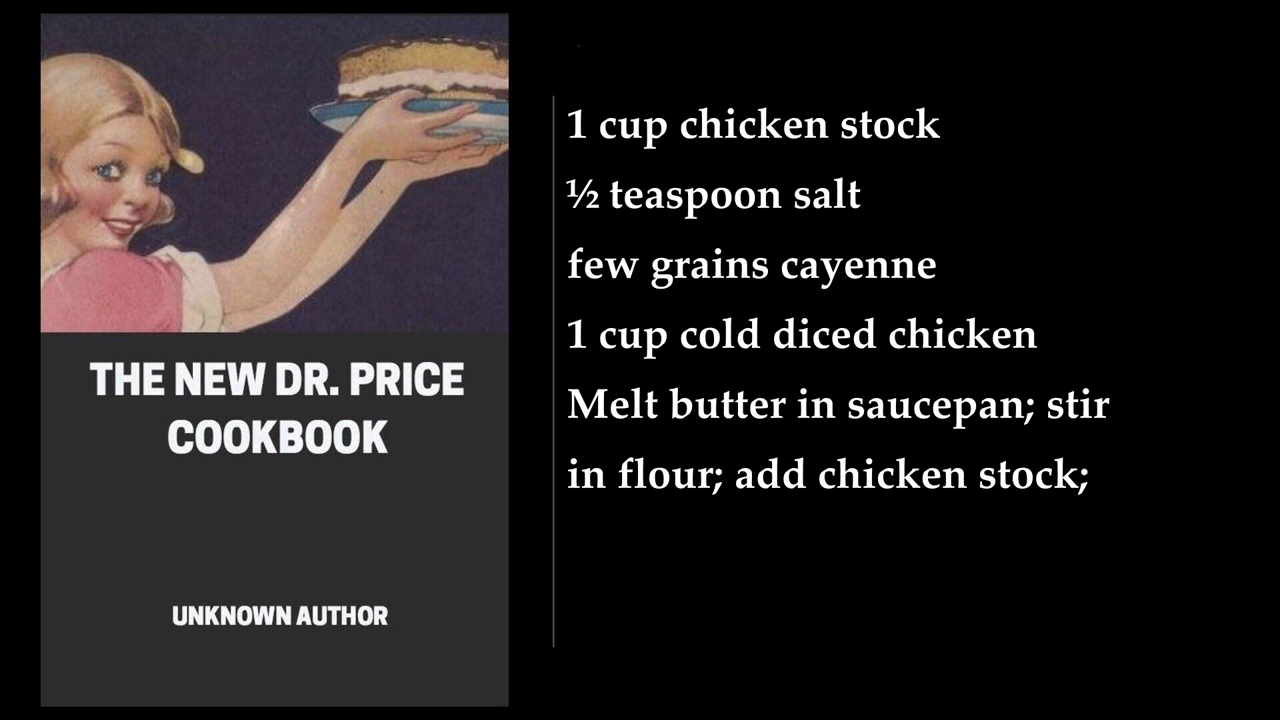 THE NEW DR. PRICE
COOKBOOK
UNKNOWN AUTHOR
1 cup chicken stock
½ teaspoon salt
few grains cayenne
1 cup cold diced chicken
Melt butter in saucepan; stir
in flour; add chicken stock;